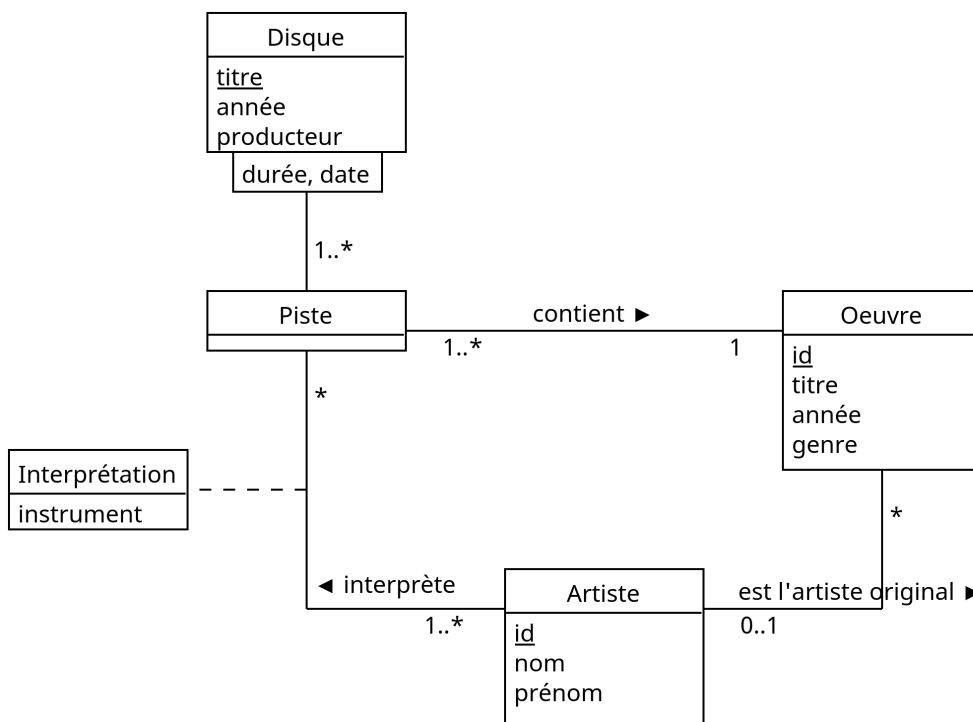 Disque
titre
année
producteur
durée, date
1..*
Piste
contient ►
1..*
1
Oeuvre
id
titre
année
genre
*
Interprétation
instrument
*
◄ interprète
1..*
Artiste
id
nom
prénom
est l'artiste original ►
0..1